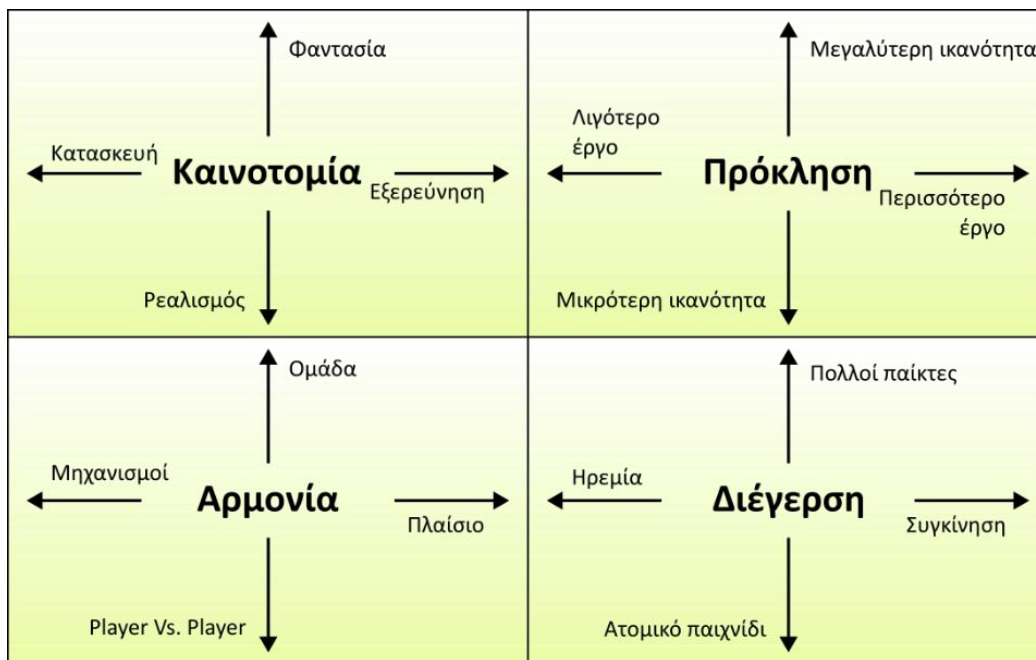 Φαντασία
Κατασκευή
Καινοτομία
Εξερεύνηση
Ρεαλισμός
Μεγαλύτερη ικανότητα
Λιγότερο
έργο
Πρόκληση
Περισσότερο
έργο
Μικρότερη ικανότητα
Ομάδα
Μηχανισμοί
Αρμονία
Πλαίσιο
Player Vs. Player
Πολλοί παίκτες
Ηρεμία
Διέγερση
Συγκίνηση
Ατομικό παιχνίδι